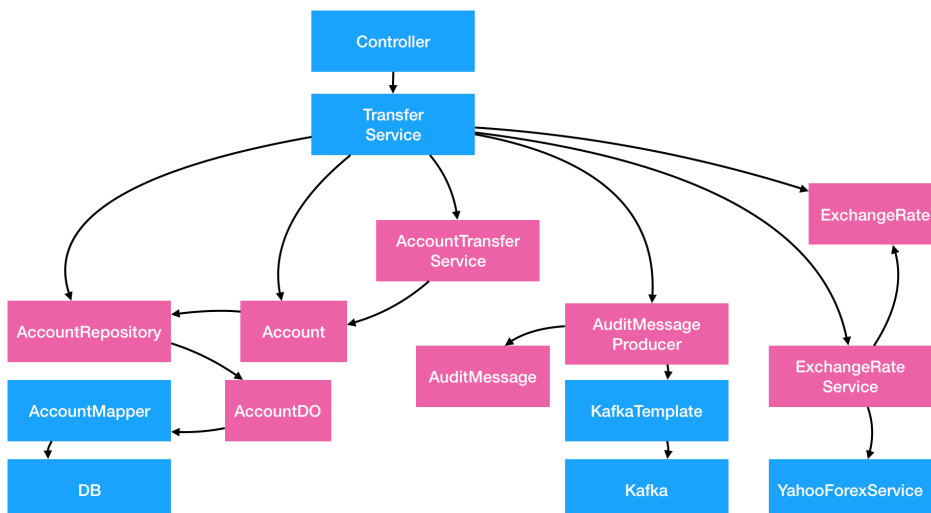 Controller
Transfer
Service
ExchangeRate
AccountTransfer
Service
AccountRepository
Account
AuditMessage
Producer
AuditMessage
ExchangeRate
Service
AccountMapper
AccountDO
KafkaTemplate
DB
Kafka
YahooForexService